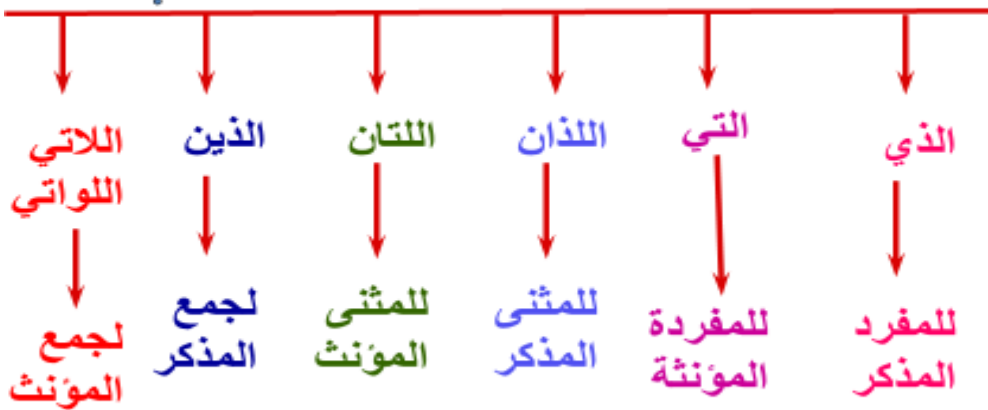 الذي
التي
اللذان
اللتان
الذين
اللاتي
اللواتي
للمفرد
المذكر
للمفردة
المؤنثة
للمثنى
المذكر
للمثنى
المؤنث
لجمع
المذكر
لجمع
المؤنث